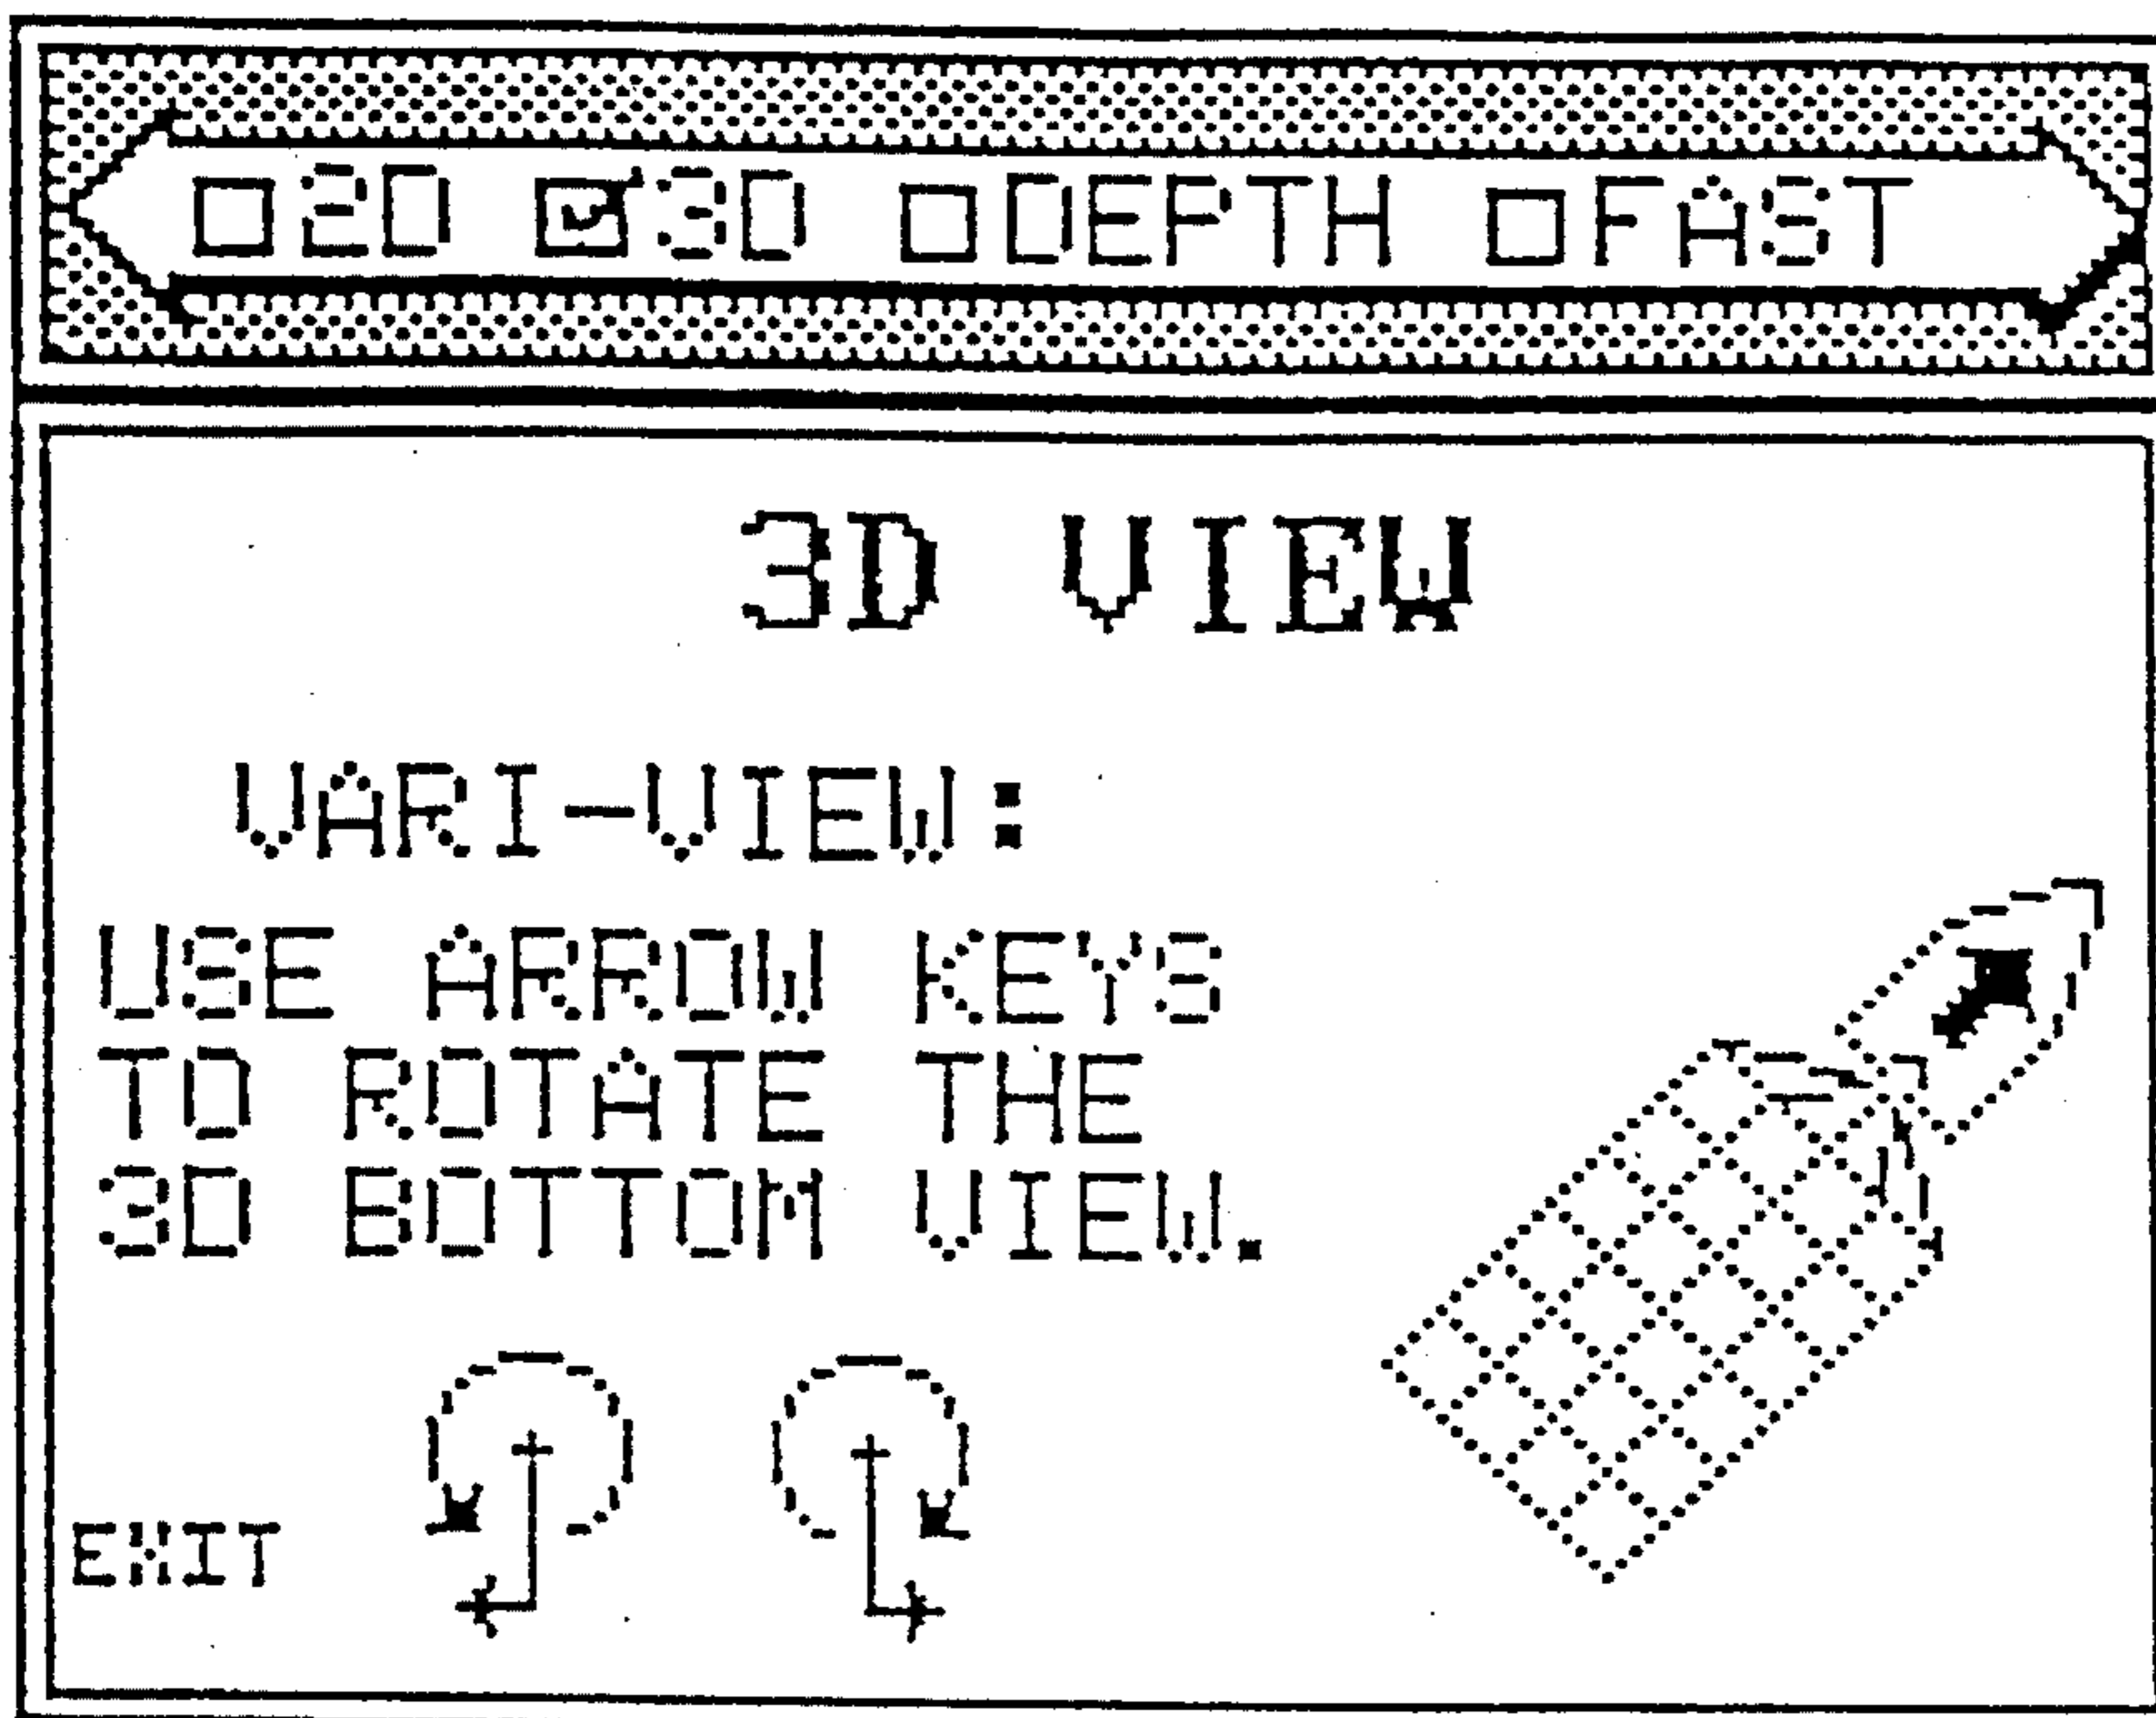 2D 3D DEPTH FAST
3D VIEW
VARI-VIEW:
USE ARROW KEYS
TO ROTATE THE
3D BOTTOM VIEW.
EXIT